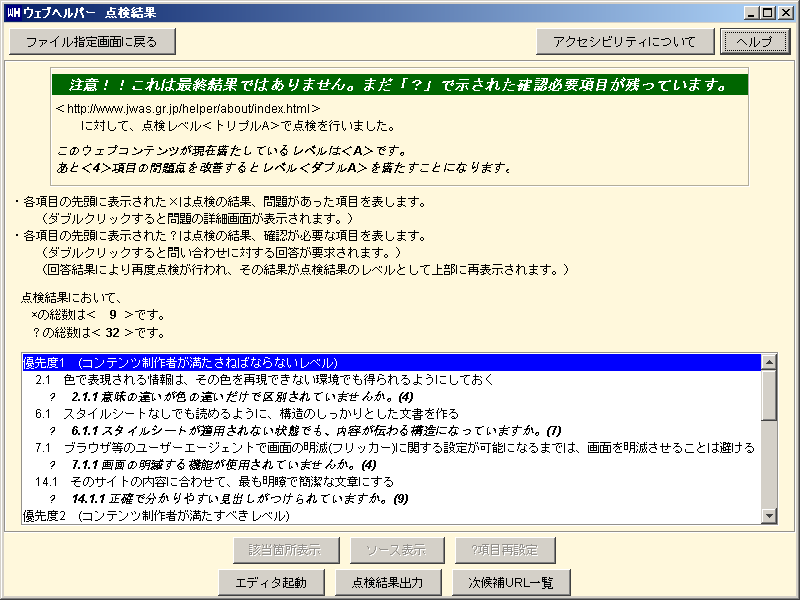 WH ウェブヘルパー 点検結果
ファイル指定画面に戻る
アクセシビリティについて
ヘルプ
注意！！これは最終結果ではありません。まだ「？」で示された確認必要項目が残っています。
＜http://www.jwas.gr.jp/helper/about/index.html＞
に対して、点検レベル＜トリプルA＞で点検を行いました。
このウェブコンテンツが現在満たしているレベルは＜A＞です。
あと＜4＞項目の問題点を改善するとレベル＜ダブルA＞を満たすことになります。
・各項目の先頭に表示された×は点検の結果、問題があった項目を表します。
（ダブルクリックすると問題の詳細画面が表示されます。）
・各項目の先頭に表示された？は点検の結果、確認が必要な項目を表します。
（ダブルクリックすると問い合わせに対する回答が要求されます。）
（回答結果により再度点検が行われ、その結果が点検結果のレベルとして上部に再表示されます。）
点検結果において、
×の総数は＜ 9 ＞です。
？の総数は＜ 32 ＞です。
優先度1 (コンテンツ制作者が満たさねばならないレベル)
2.1 色で表現される情報は、その色を再現できない環境でも得られるようにしておく
? 2.1.1 意味の違いが色の違いだけで区別されていませんか。(4)
6.1 スタイルシートなしでも読めるように、構造のしっかりとした文書を作る
? 6.1.1 スタイルシートが適用されない状態でも、内容が伝わる構造になっていますか。(7)
7.1 ブラウザ等のユーザーエージェントで画面の明滅(フリッカー)に関する設定が可能になるまでは、画面を明滅させることは避ける
? 7.1.1 画面の明滅する機能が使用されていませんか。(4)
14.1 そのサイトの内容に合わせて、最も明瞭で簡潔な文章にする
? 14.1.1 正確で分かりやすい見出しがつけられていますか。(9)
優先度2 (コンテンツ制作者が満たすべきレベル)
該当箇所表示
ソース表示
?項目再設定
エディタ起動
点検結果出力
次候補URL一覧